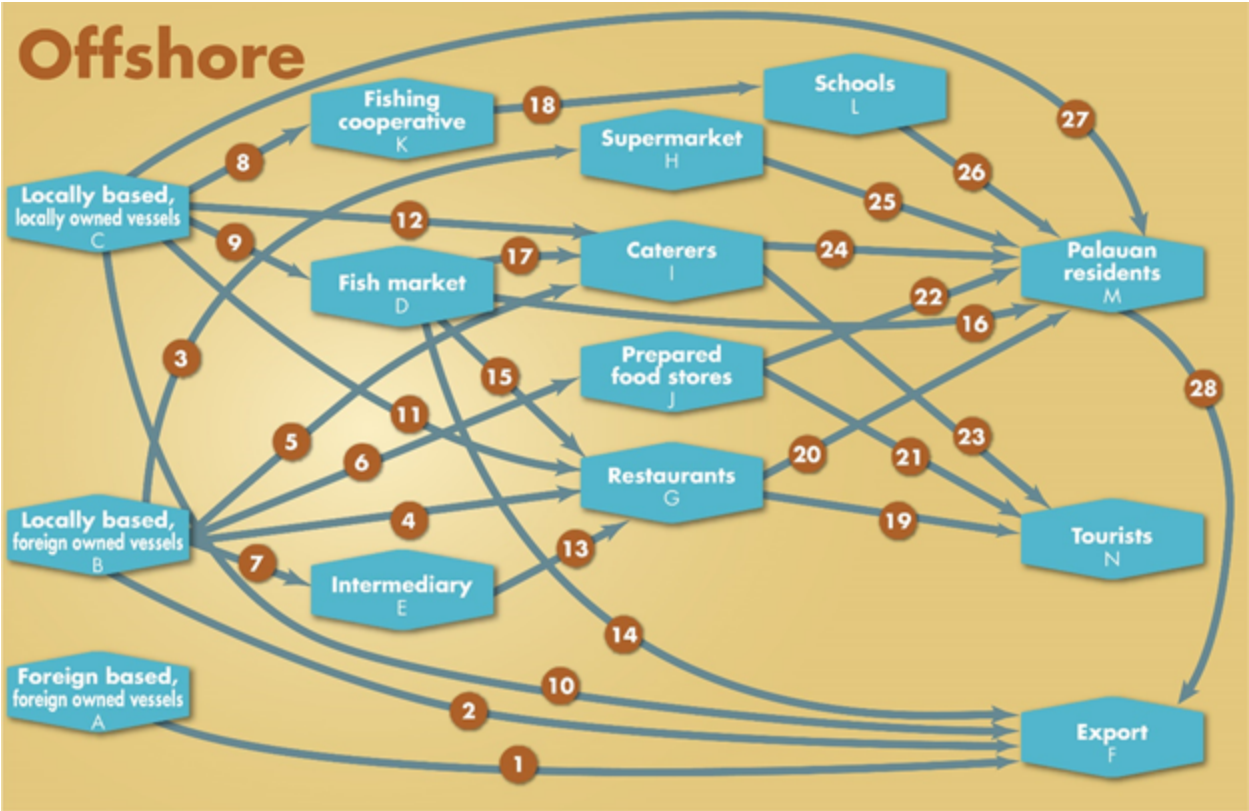 Offshore
27
Schools
L
Fishing
cooperative
K
18
Supermarket
H
26
8
Locally based,
locally owned vessels
C
25
12
9
17
Caterers
I
24
Palauan
residents
M
Fish market
D
22
16
3
Prepared
food stores
J
15
28
11
5
6
23
20
21
Restaurants
G
4
19
Locally based,
foreign owned vessels
B
Tourists
N
13
7
Intermediary
E
14
Foreign based,
foreign owned vessels
A
10
2
Export
F
1